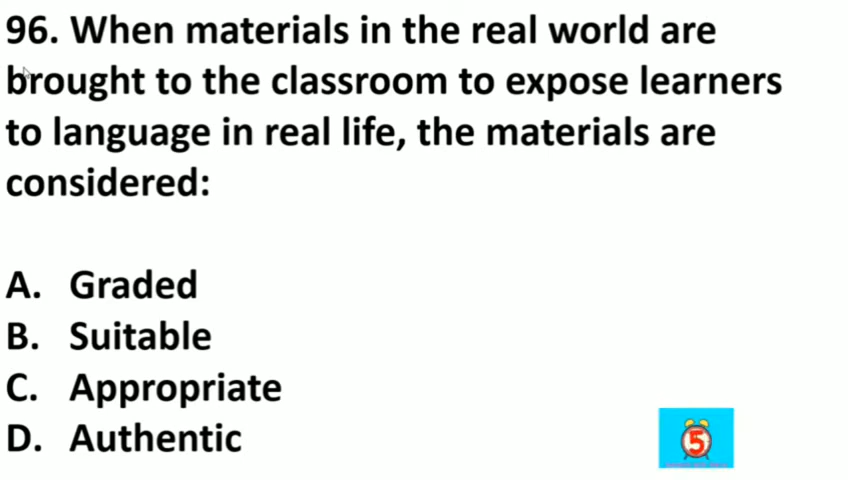 96. When materials in the real world are
brought to the classroom to expose learners
to language in real life, the materials are
considered:
A. Graded
B. Suitable
C. Appropriate
D. Authentic
5